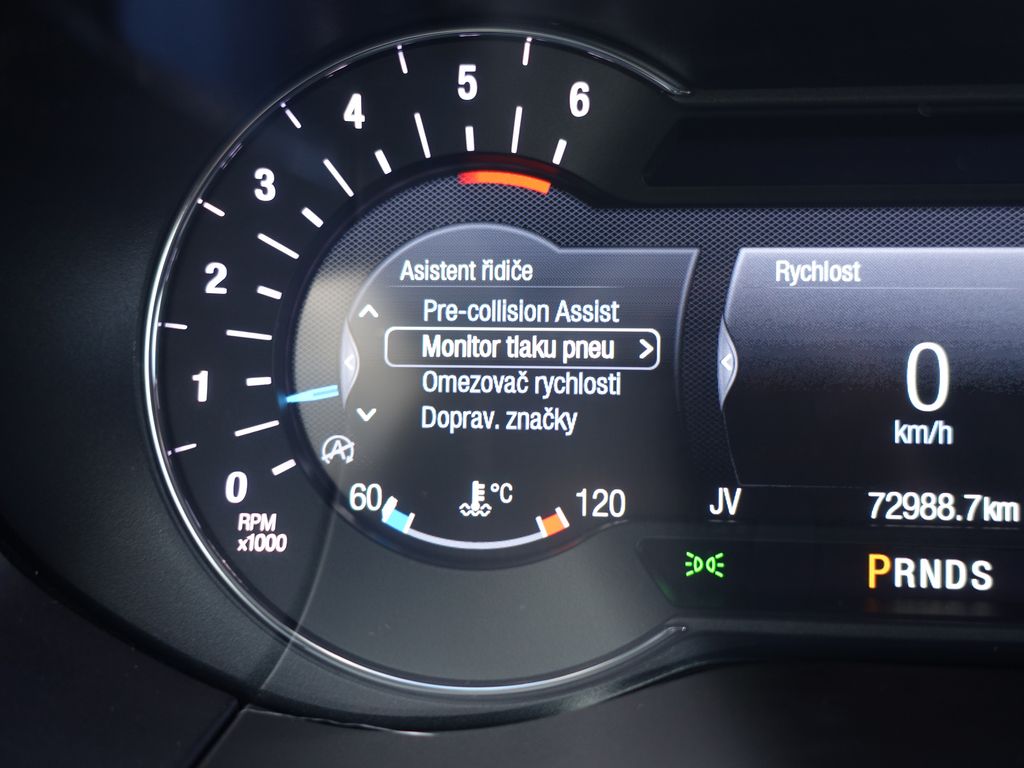 6
5
4
3
2
1
0
RPM
x1000
Asistent řidiče
Pre-collision Assist
Monitor tlaku pneu
Omezovač rychlosti
Doprav. značky
A
60 °C 120
Rychlost
0
km/h
JV 72988.7km
PRNDS